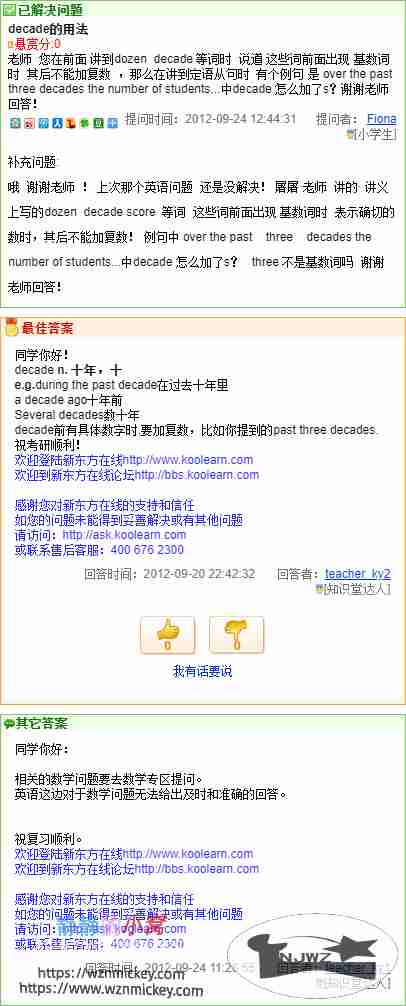 已解决问题
decade的用法
悬赏分:0
老师  您在前面 讲到dozen  decade 等词时  说道 这些词前面出现 基数词
时  其后不能加复数 ，那么在讲到定语从句时 有个例句 是 over the past
three decades the number of students...中decade 怎么加了s？谢谢老师
回答！
提问时间：2012-09-24 12:44:31    提问者： Fiona
[小学生]
补充问题:
哦  谢谢老师 ！ 上次那个英语问题  还是没解决！ 屠屠 老师  讲的  讲义
上写的dozen  decade score  等词   这些词前面出现 基数词时  表示确切的
数时，其后不能加复数！ 例句中 over the past    three    decades the
number of students...中decade 怎么加了s？   three 不是基数词吗  谢谢
老师回答！
最佳答案
同学你好！
decade n. 十年，十
e.g.during the past decade在过去十年里
a decade ago十年前
Several decades数十年
decade前有具体数字时,要加复数，比如你提到的past three decades.
祝考研顺利！
欢迎登陆新东方在线http://www.koolearn.com
欢迎到新东方在线论坛http://bbs.koolearn.com
感谢您对新东方在线的支持和信任
如您的问题未能得到妥善解决或有其他问题
请访问：http://ask.koolearn.com
或联系售后客服：400 676 2300
回答时间：2012-09-20 22:42:32    回答者：teacher_ky2
[知识堂达人]
我有话要说
其它答案
同学你好：
相关的数学问题要去数学专区提问。
英语这边对于数学问题无法给出及时和准确的回答。
祝复习顺利。
欢迎登陆新东方在线http://www.koolearn.com
欢迎到新东方在线论坛http://bbs.koolearn.com
感谢您对新东方在线的支持和信任
如您的问题未能得到妥善解决或有其他问题
请访问：http://ask.koolearn.com
或联系售后客服：400 676 2300
回答时间：2012-09-24 11:26    回答者：teacher_ky2
[知识堂达人]
NJWZ
https://www.wznmickey.com
https://wznmickey.com